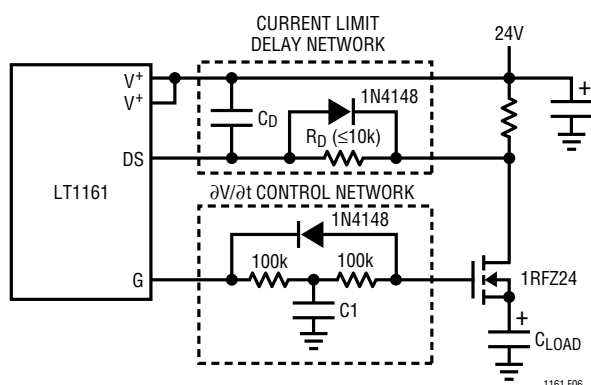 CURRENT LIMIT
DELAY NETWORK
24V
V+
V+
1N4148
CD
RD (≤10k)
DS
LT1161
∂V/∂t CONTROL NETWORK
1N4148
100k
100k
G
1RFZ24
C1
CLOAD
1161 F06
+
+